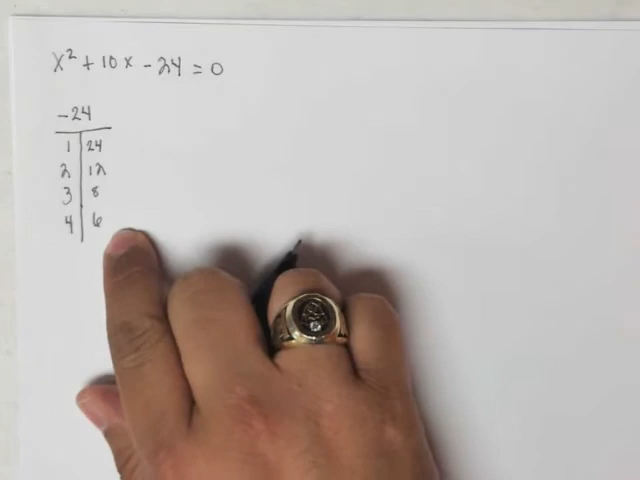 x² + 10x - 24 = 0
-24
1 | 24
2 | 12
3 | 8
4 | 6